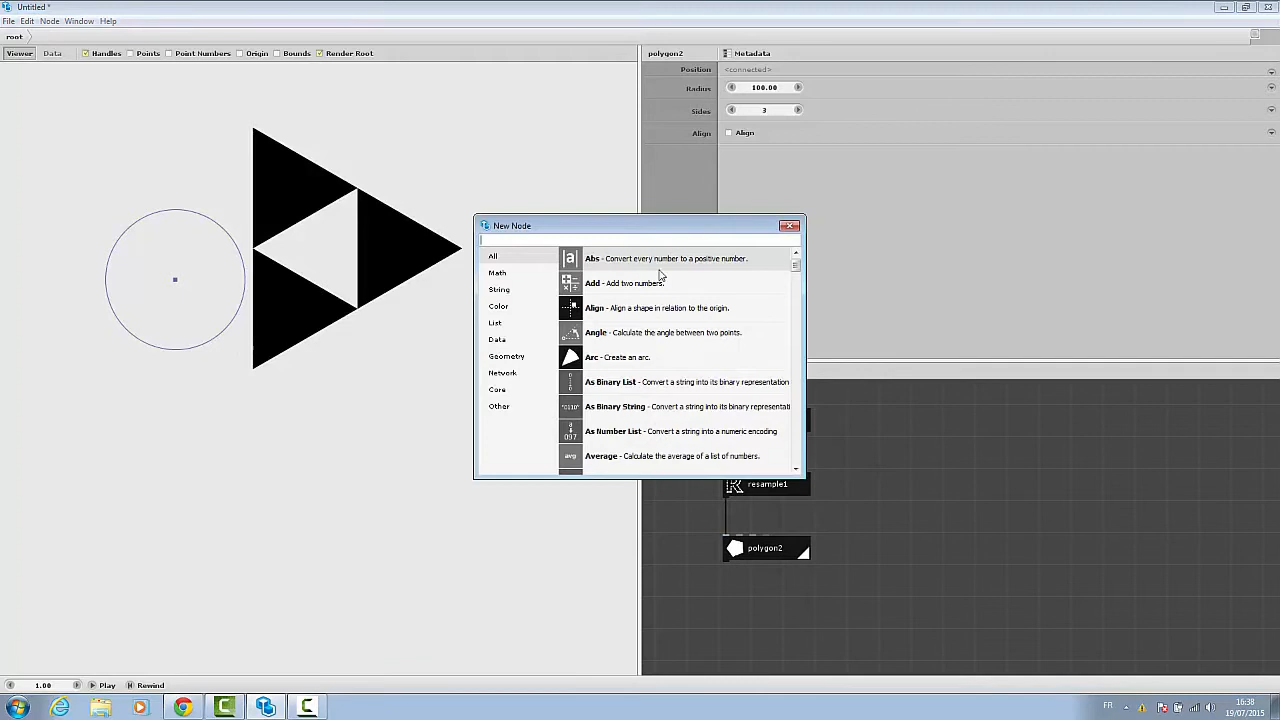 Untitled *
File Edit Node Window Help
root
Viewer Data Handles Points Point Numbers Origin Bounds Render Root
polygon2 Metadata
Position <connected>
Radius 100.00
Sides 3
Align Align
New Node
All
Math
String
Color
List
Data
Geometry
Network
Core
Other
Abs - Convert every number to a positive number.
Add - Add two numbers.
Align - Align a shape in relation to the origin.
Angle - Calculate the angle between two points.
Arc - Create an arc.
As Binary List - Convert a string into its binary representation
As Binary String - Convert a string into its binary representati
As Number List - Convert a string into a numeric encoding
Average - Calculate the average of a list of numbers.
resample1
polygon2
1.00 Play Rewind
FR
16:38
19/07/2015